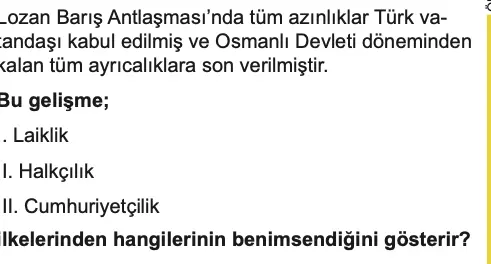 Lozan Barış Antlaşması’nda tüm azınlıklar Türk va-
tandaşı kabul edilmiş ve Osmanlı Devleti döneminden
kalan tüm ayrıcalıklara son verilmiştir.
Bu gelişme;
. Laiklik
I. Halkçılık
II. Cumhuriyetçilik
ilkelerinden hangilerinin benimsendiğini gösterir?